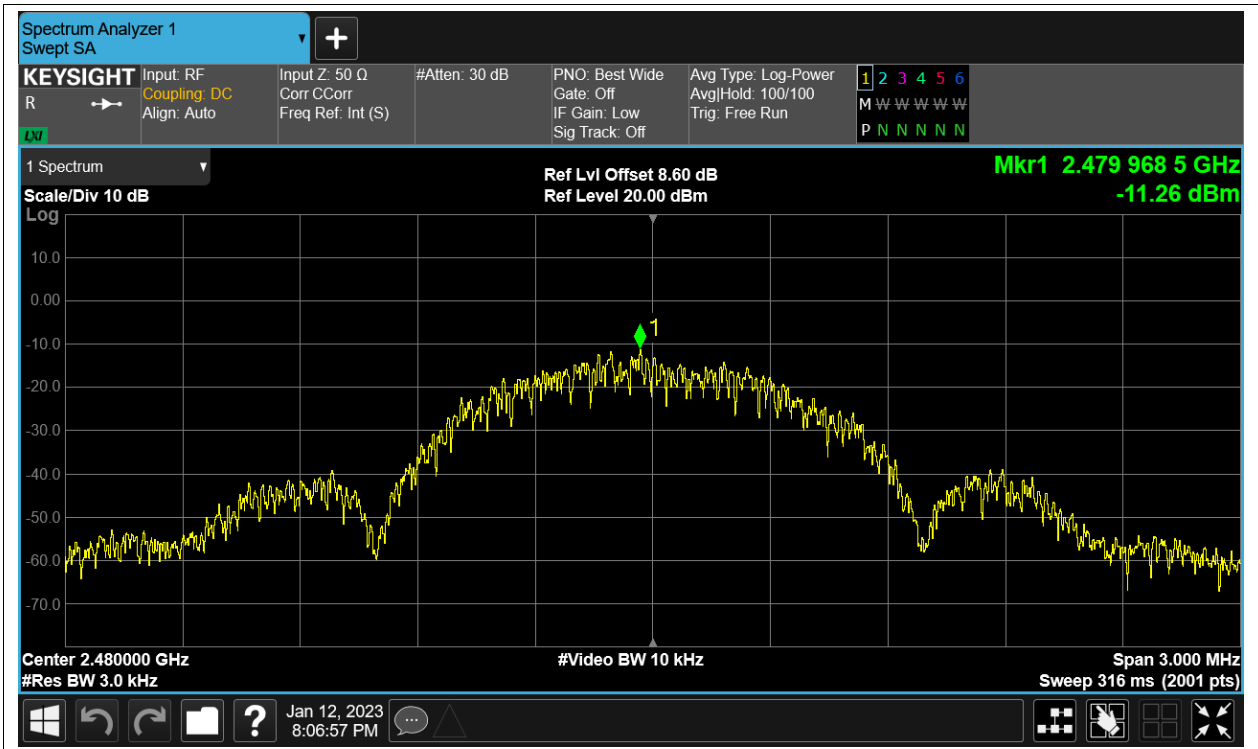 Spectrum Analyzer 1
Swept SA
KEYSIGHT
R
LXI
Input: RF
Coupling: DC
Align: Auto
Input Z: 50 Ω
Corr CCorr
Freq Ref: Int (S)
#Atten: 30 dB
PNO: Best Wide
Gate: Off
IF Gain: Low
Sig Track: Off
Avg Type: Log-Power
Avg|Hold: 100/100
Trig: Free Run
1 2 3 4 5 6
M W W W W W
P N N N N N
1 Spectrum
Scale/Div 10 dB
Log
Ref Lvl Offset 8.60 dB
Ref Level 20.00 dBm
Mkr1 2.479 968 5 GHz
-11.26 dBm
10.0
0.00
-10.0
-20.0
-30.0
-40.0
-50.0
-60.0
-70.0
1
Center 2.480000 GHz
#Res BW 3.0 kHz
#Video BW 10 kHz
Span 3.000 MHz
Sweep 316 ms (2001 pts)
?
Jan 12, 2023
8:06:57 PM